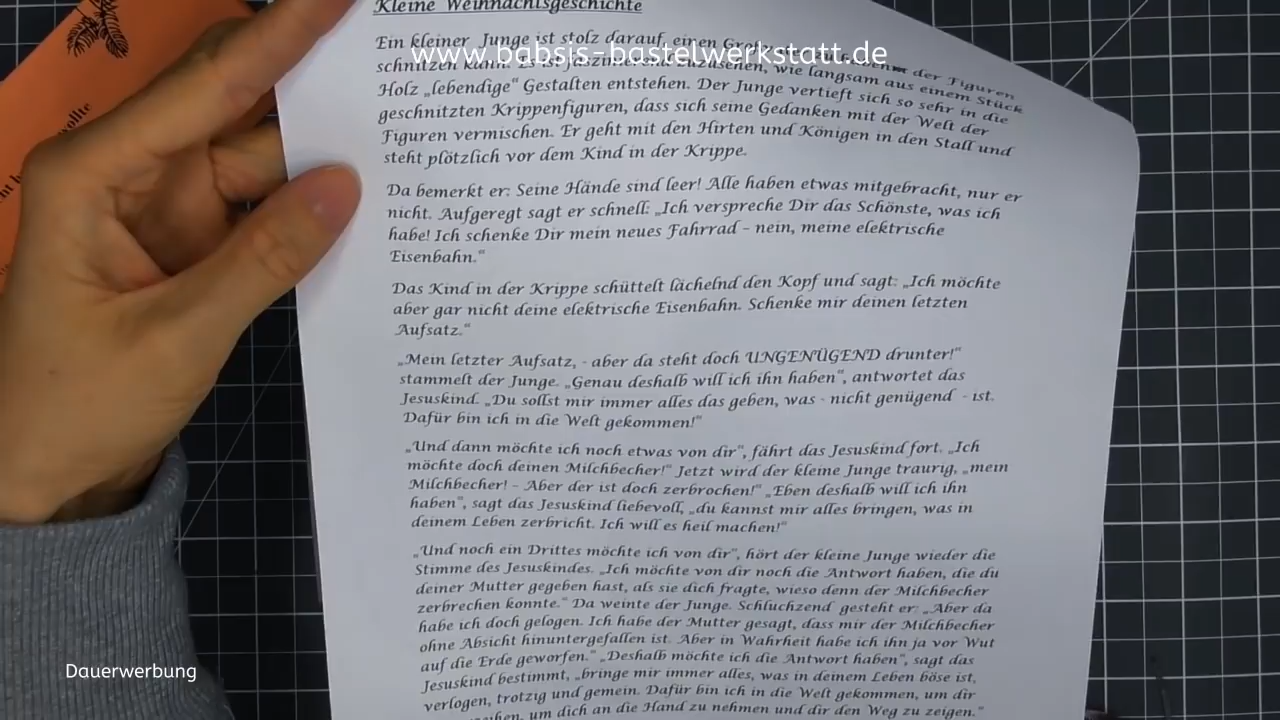 Kleine Weihnachtsgeschichte
www.babsis-bastelwerkstatt.de
Ein kleiner Junge ist stolz darauf, einen der Figuren
schnitzen kann. Es ist wie langsam aus einem Stück
Holz „lebendige“ Gestalten entstehen. Der Junge vertieft sich so sehr in die
geschnitzten Krippenfiguren, dass sich seine Gedanken mit der Welt der
Figuren vermischen. Er geht mit den Hirten und Königen in den Stall und
steht plötzlich vor dem Kind in der Krippe.
Da bemerkt er: Seine Hände sind leer! Alle haben etwas mitgebracht, nur er
nicht. Aufgeregt sagt er schnell: „Ich verspreche Dir das Schönste, was ich
habe! Ich schenke Dir mein neues Fahrrad – nein, meine elektrische
Eisenbahn.“
Das Kind in der Krippe schüttelt lächelnd den Kopf und sagt: „Ich möchte
aber gar nicht deine elektrische Eisenbahn. Schenke mir deinen letzten
Aufsatz.“
„Mein letzter Aufsatz, - aber da steht doch UNGENÜGEND drunter!“
stammelt der Junge. „Genau deshalb will ich ihn haben“, antwortet das
Jesuskind. „Du sollst mir immer alles das geben, was - nicht genügend - ist.
Dafür bin ich in die Welt gekommen!“
„Und dann möchte ich noch etwas von dir“, fährt das Jesuskind fort. „Ich
möchte doch deinen Milchbecher!“ Jetzt wird der kleine Junge traurig, „mein
Milchbecher! – Aber der ist doch zerbrochen!“ „Eben deshalb will ich ihn
haben“, sagt das Jesuskind liebevoll, „du kannst mir alles bringen, was in
deinem Leben zerbricht. Ich will es heil machen!“
„Und noch ein Drittes möchte ich von dir“, hört der kleine Junge wieder die
Stimme des Jesuskindes. „Ich möchte von dir noch die Antwort haben, die du
deiner Mutter gegeben hast, als sie dich fragte, wieso denn der Milchbecher
zerbrechen konnte.“ Da weinte der Junge. Schluchzend gesteht er: „Aber da
habe ich doch gelogen. Ich habe der Mutter gesagt, dass mir der Milchbecher
ohne Absicht hinuntergefallen ist. Aber in Wahrheit habe ich ihn ja vor Wut
auf die Erde geworfen.“ „Deshalb möchte ich die Antwort haben“, sagt das
Jesuskind bestimmt, „bringe mir immer alles, was in deinem Leben böse ist,
verlogen, trotzig und gemein. Dafür bin ich in die Welt gekommen, um dir
um dich an die Hand zu nehmen und dir den Weg zu zeigen.“
wollte
Dauerwerbung